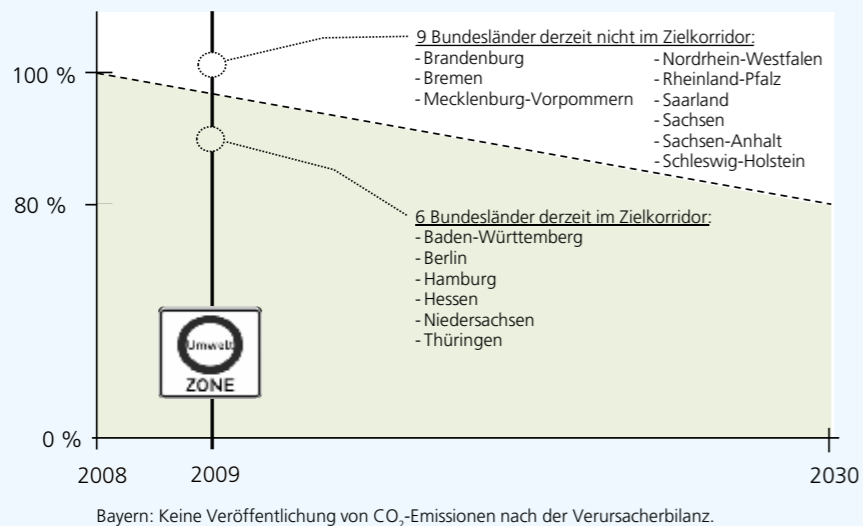 9 Bundesländer derzeit nicht im Zielkorridor:
- Brandenburg
- Bremen
- Mecklenburg-Vorpommern
- Nordrhein-Westfalen
- Rheinland-Pfalz
- Saarland
- Sachsen
- Sachsen-Anhalt
- Schleswig-Holstein
100 %
80 %
6 Bundesländer derzeit im Zielkorridor:
- Baden-Württemberg
- Berlin
- Hamburg
- Hessen
- Niedersachsen
- Thüringen
Umwelt
ZONE
0 %
2008 2009 2030
Bayern: Keine Veröffentlichung von CO₂-Emissionen nach der Verursacherbilanz.